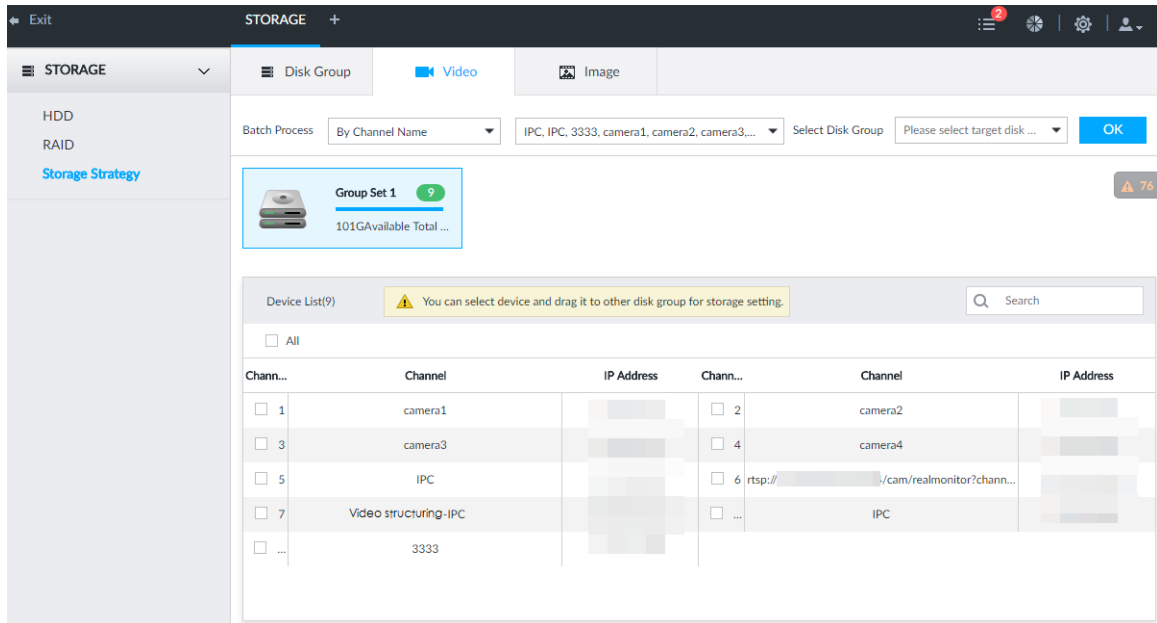 Exit
STORAGE +
2
STORAGE
HDD
RAID
Storage Strategy
Disk Group
Video
Image
Batch Process
By Channel Name
IPC, IPC, 3333, camera1, camera2, camera3,...
Select Disk Group
Please select target disk ...
OK
Group Set 1
9
101GAvailable Total ...
76
Device List(9)
You can select device and drag it to other disk group for storage setting.
Search
All
Chann... Channel IP Address Chann... Channel IP Address
1 camera1 2 camera2
3 camera3 4 camera4
5 IPC 6 rtsp:// /cam/realmonitor?chann...
7 Video structuring-IPC ... IPC
... 3333